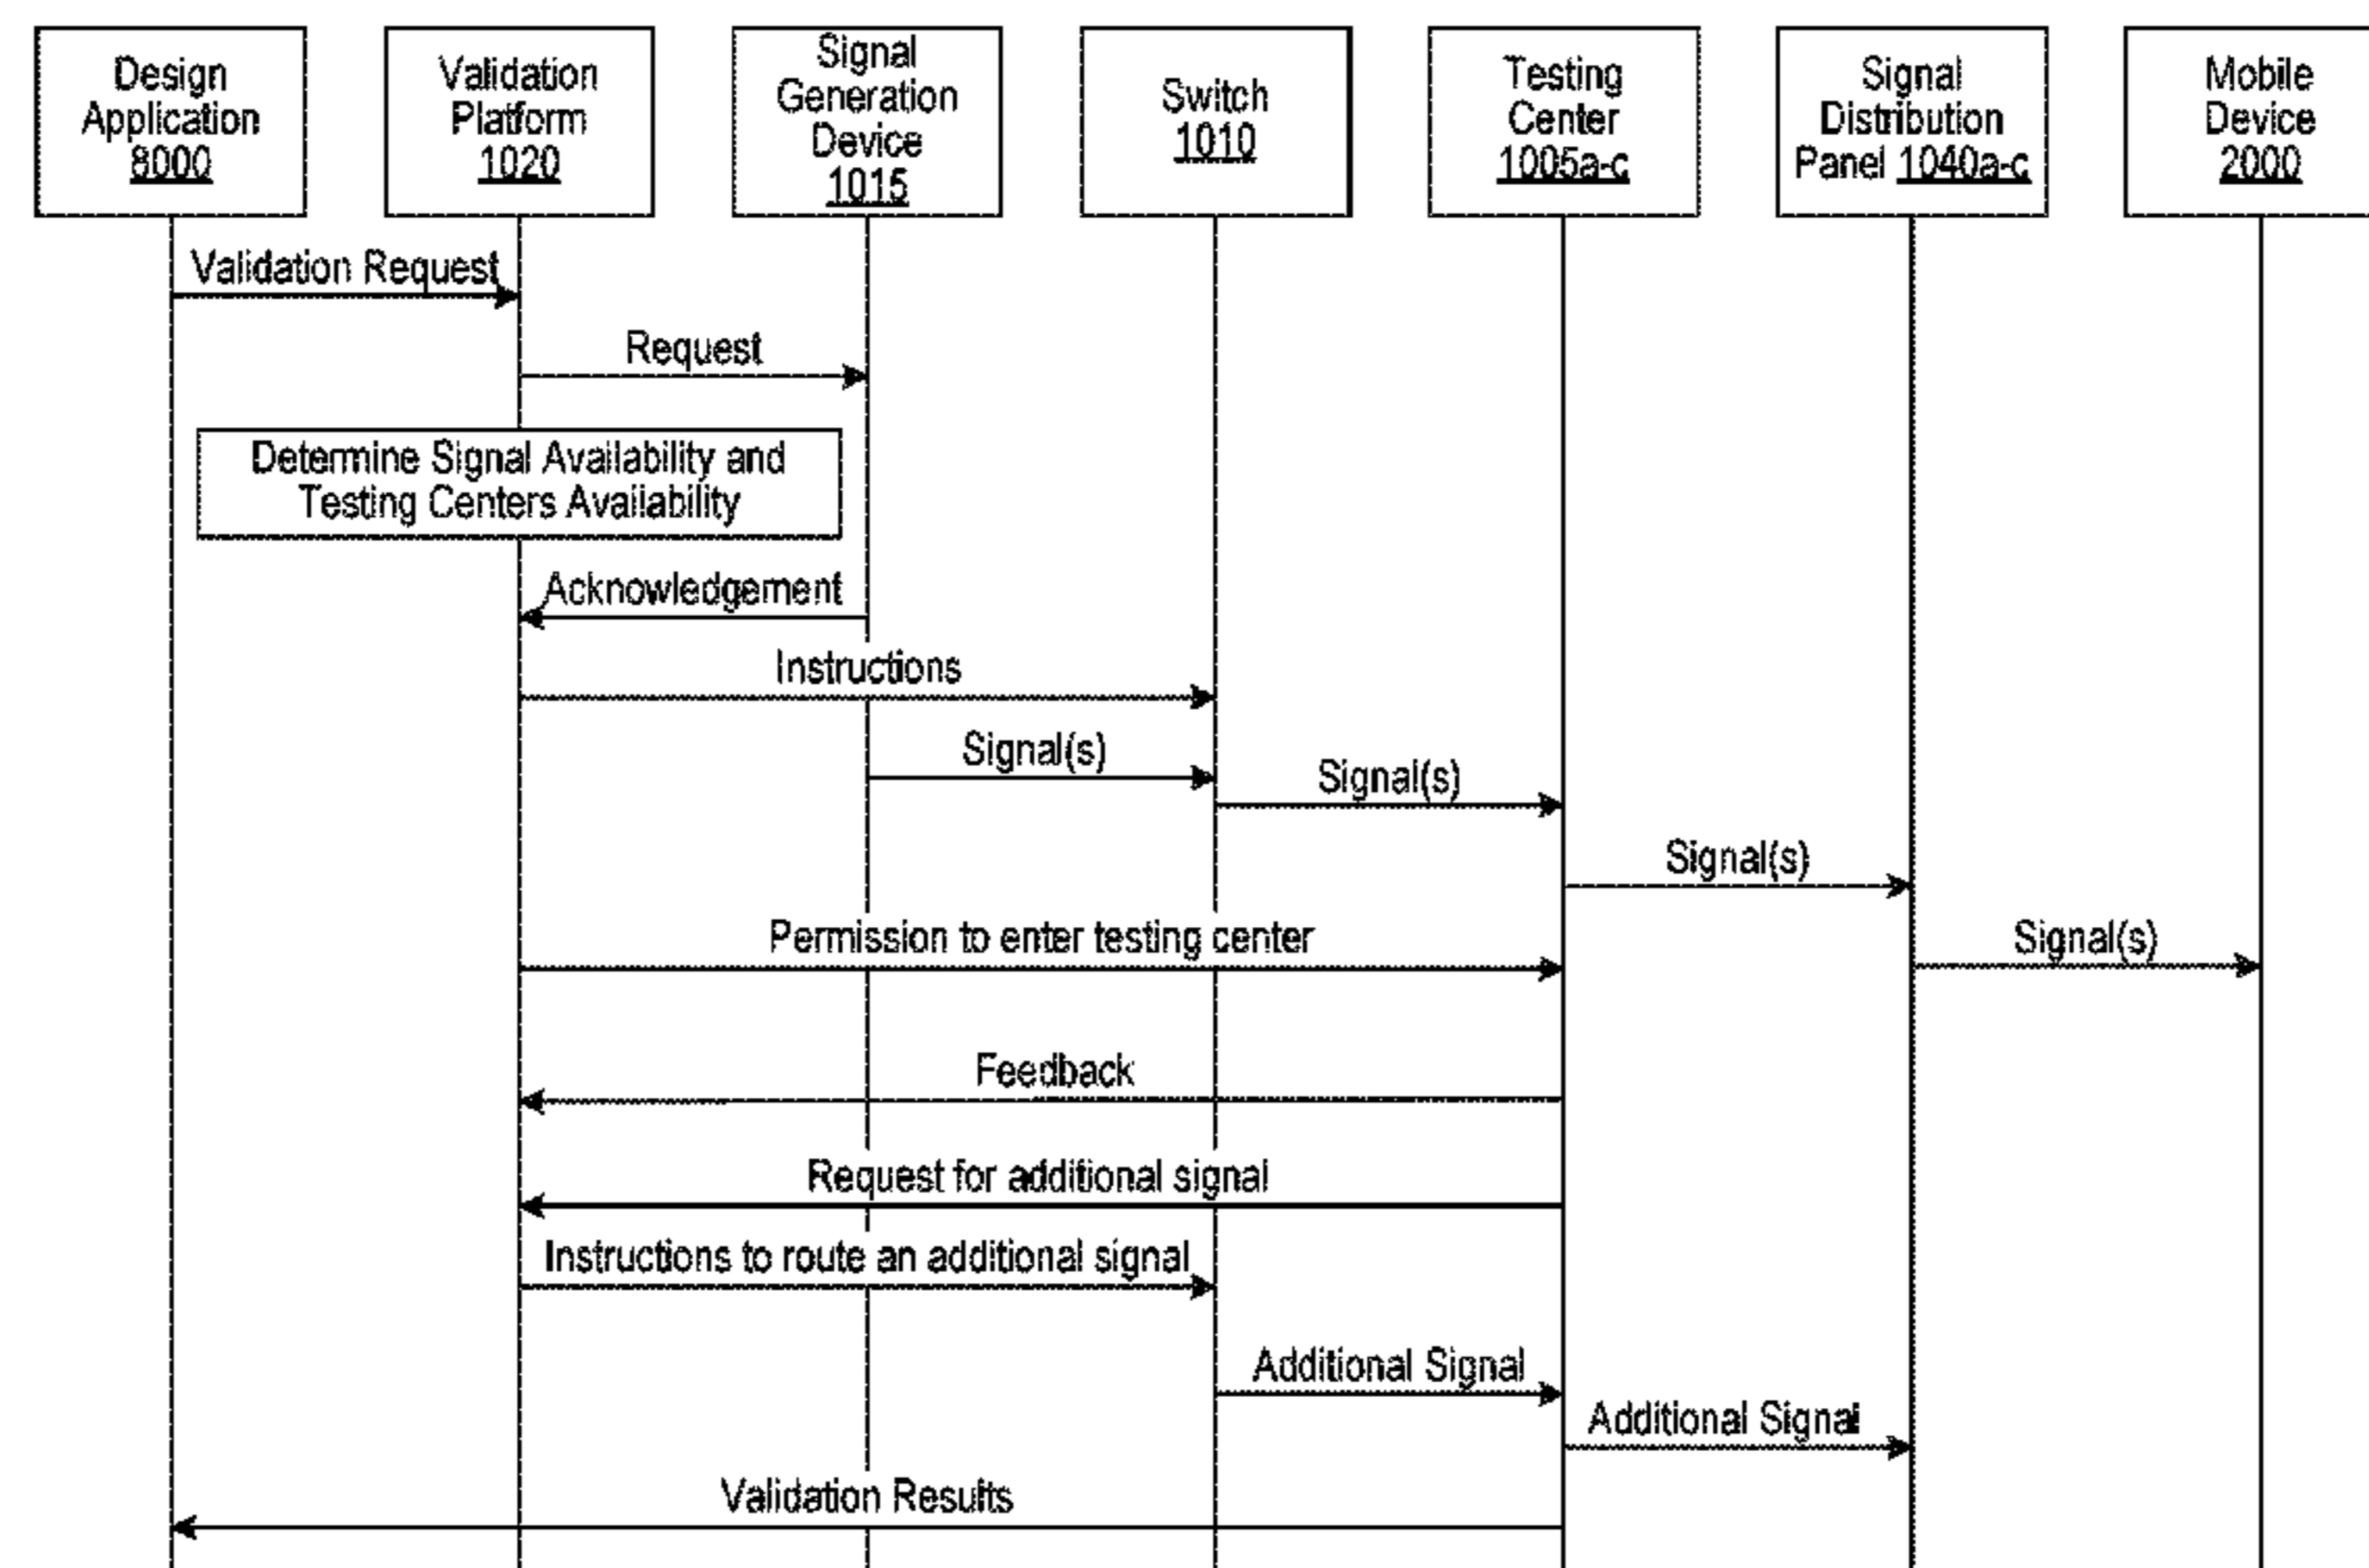 Design
Application
8000
Validation
Platform
1020
Signal
Generation
Device
1015
Switch
1010
Testing
Center
1005a-c
Signal
Distribution
Panel 1040a-c
Mobile
Device
2000
Validation Request
Request
Determine Signal Availability and
Testing Centers Availability
Acknowledgement
Instructions
Signal(s)
Signal(s)
Signal(s)
Permission to enter testing center
Signal(s)
Feedback
Request for additional signal
Instructions to route an additional signal
Additional Signal
Additional Signal
Validation Results